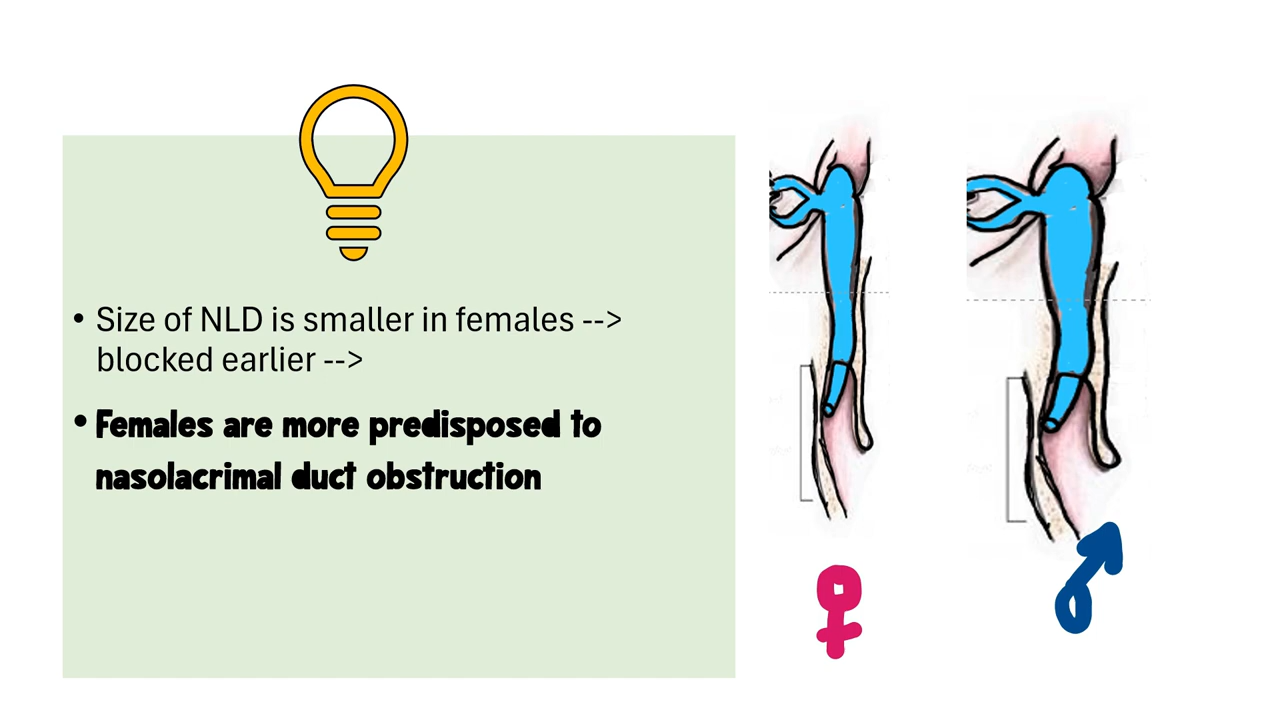 • Size of NLD is smaller in females -->
blocked earlier -->
• Females are more predisposed to
nasolacrimal duct obstruction